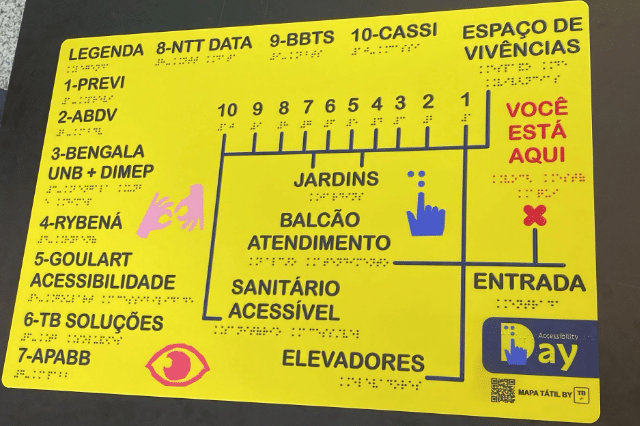 LEGENDA
8-NTT DATA
9-BBTS
10-CASSI
ESPAÇO DE
VIVÊNCIAS
1-PREVI
2-ABDV
3-BENGALA
UNB + DIMEP
4-RYBENÁ
5-GOULART
ACESSIBILIDADE
6-TB SOLUÇÕES
7-APABB
10 9 8 7 6 5 4 3 2 1
VOCÊ
ESTÁ
AQUI
JARDINS
BALCÃO
ATENDIMENTO
ENTRADA
SANITÁRIO
ACESSÍVEL
ELEVADORES
Accessibility
Day
MAPA TÁTIL BY TB